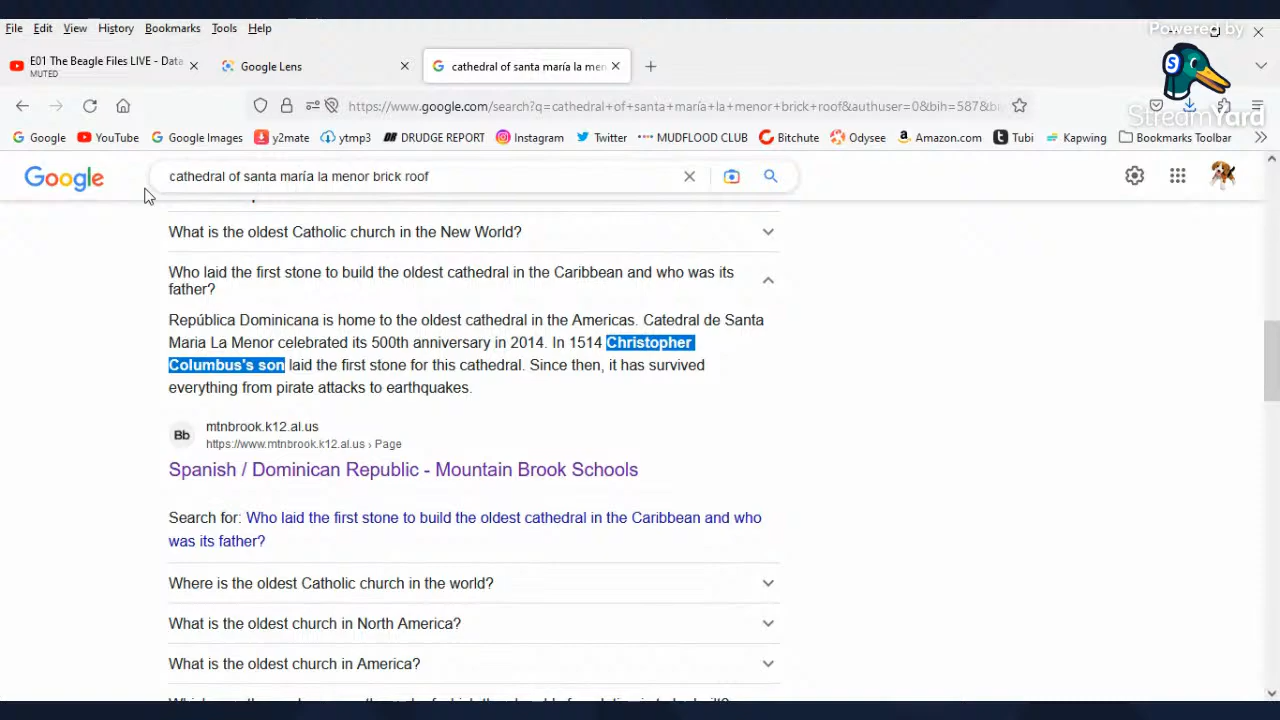 File Edit View History Bookmarks Tools Help
Powered by
E01 The Beagle Files LIVE - Data
MUTED
Google Lens
cathedral of santa maría la men
S
StreamYard
https://www.google.com/search?q=cathedral+of+santa+maría+la+menor+brick+roof&authuser=0&bih=587&b
Google YouTube Google Images y2mate ytmp3 DRUDGE REPORT Instagram Twitter MUDFLOOD CLUB Bitchute Odysee Amazon.com Tubi Kapwing Bookmarks Toolbar
Google
cathedral of santa maría la menor brick roof
What is the oldest Catholic church in the New World?
Who laid the first stone to build the oldest cathedral in the Caribbean and who was its
father?
República Dominicana is home to the oldest cathedral in the Americas. Catedral de Santa
Maria La Menor celebrated its 500th anniversary in 2014. In 1514 Christopher
Columbus's son laid the first stone for this cathedral. Since then, it has survived
everything from pirate attacks to earthquakes.
Bb
mtnbrook.k12.al.us
https://www.mtnbrook.k12.al.us › Page
Spanish / Dominican Republic - Mountain Brook Schools
Search for: Who laid the first stone to build the oldest cathedral in the Caribbean and who
was its father?
Where is the oldest Catholic church in the world?
What is the oldest church in North America?
What is the oldest church in America?